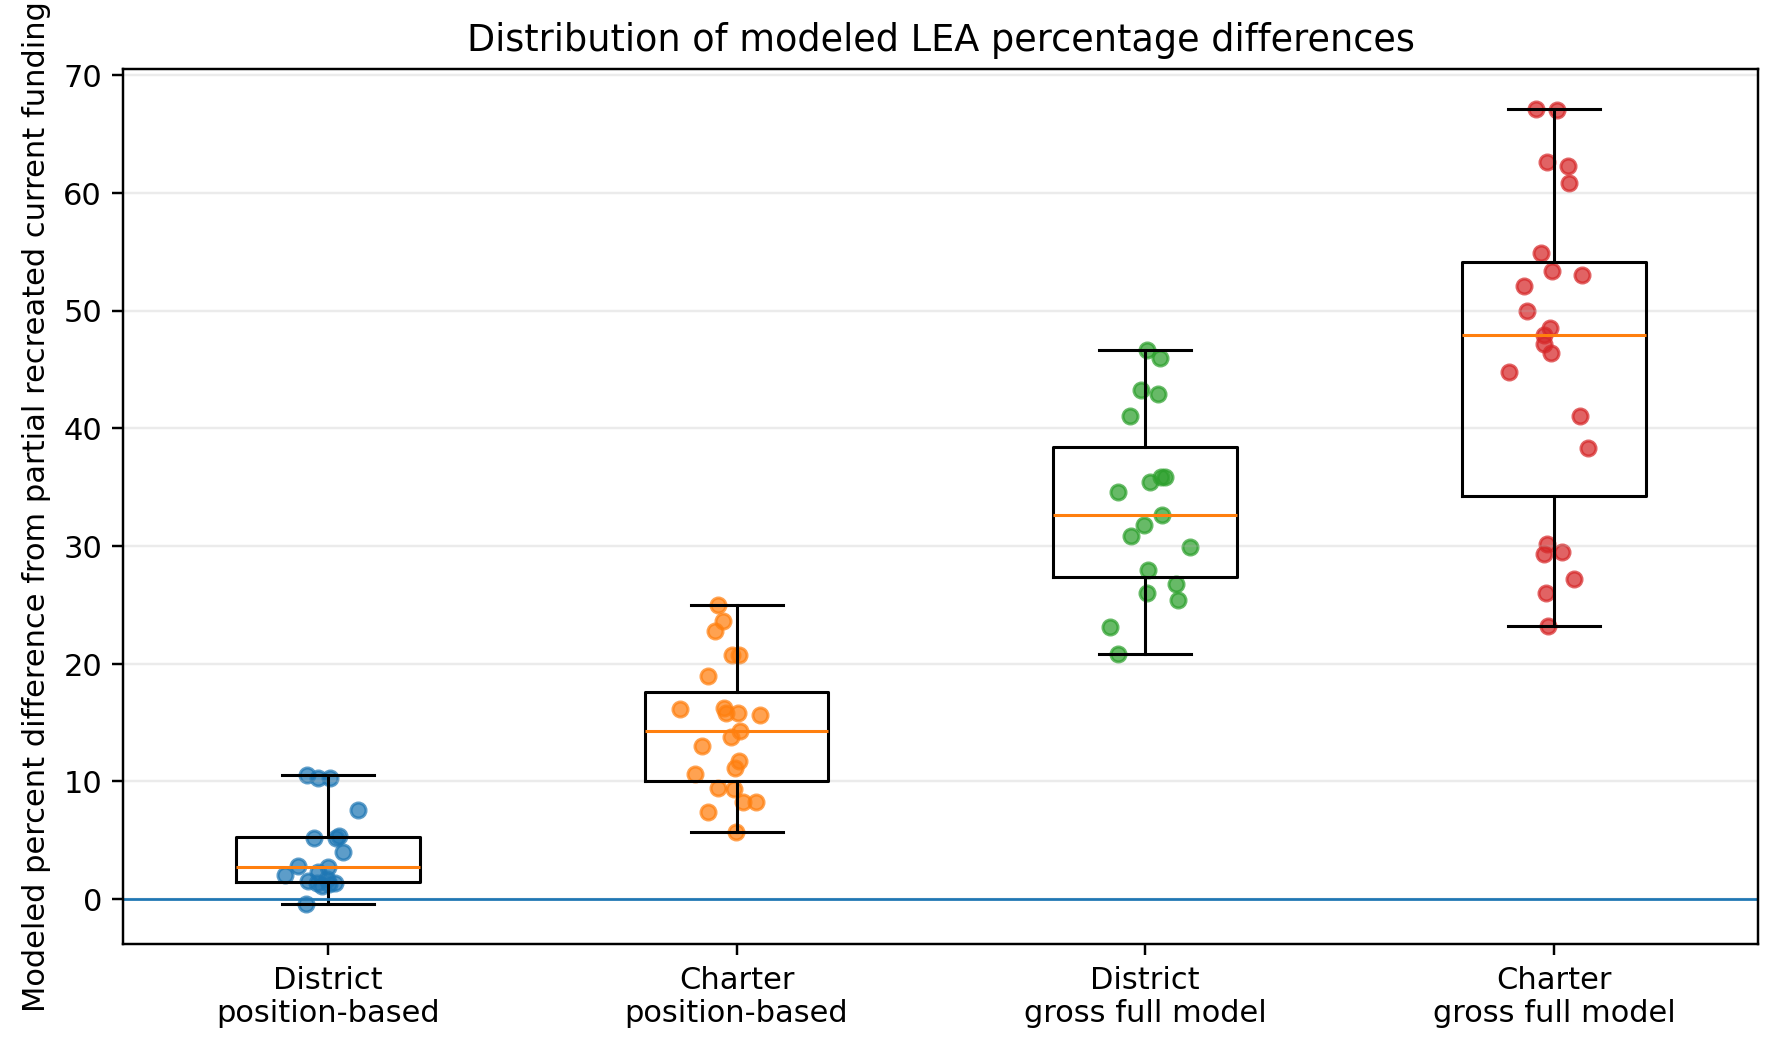 Distribution of modeled LEA percentage differences
Modeled percent difference from partial recreated current funding
70
60
50
40
30
20
10
0
District
position-based
Charter
position-based
District
gross full model
Charter
gross full model